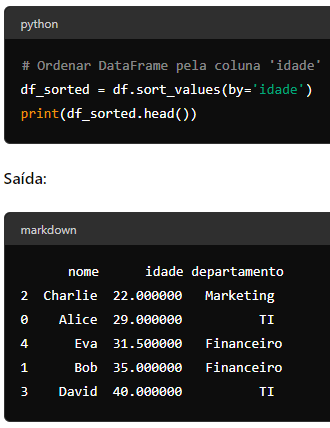 python
# Ordenar DataFrame pela coluna 'idade'
df_sorted = df.sort_values(by='idade')
print(df_sorted.head())
Saída:
markdown
      nome      idade departamento
2  Charlie  22.000000    Marketing
0    Alice  29.000000           TI
4      Eva  31.500000   Financeiro
1      Bob  35.000000   Financeiro
3    David  40.000000           TI